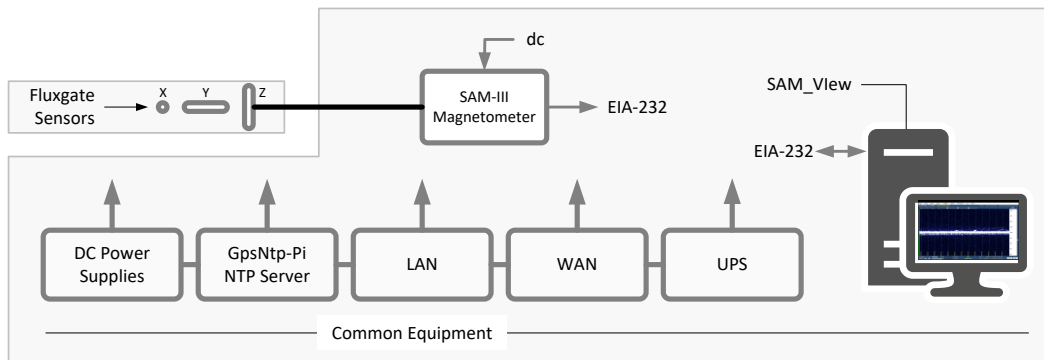 dc
X Y Z
Fluxgate
Sensors
SAM-III
Magnetometer
EIA-232
SAM_VIew
EIA-232
DC Power
Supplies
GpsNtp-Pi
NTP Server
LAN
WAN
UPS
Common Equipment